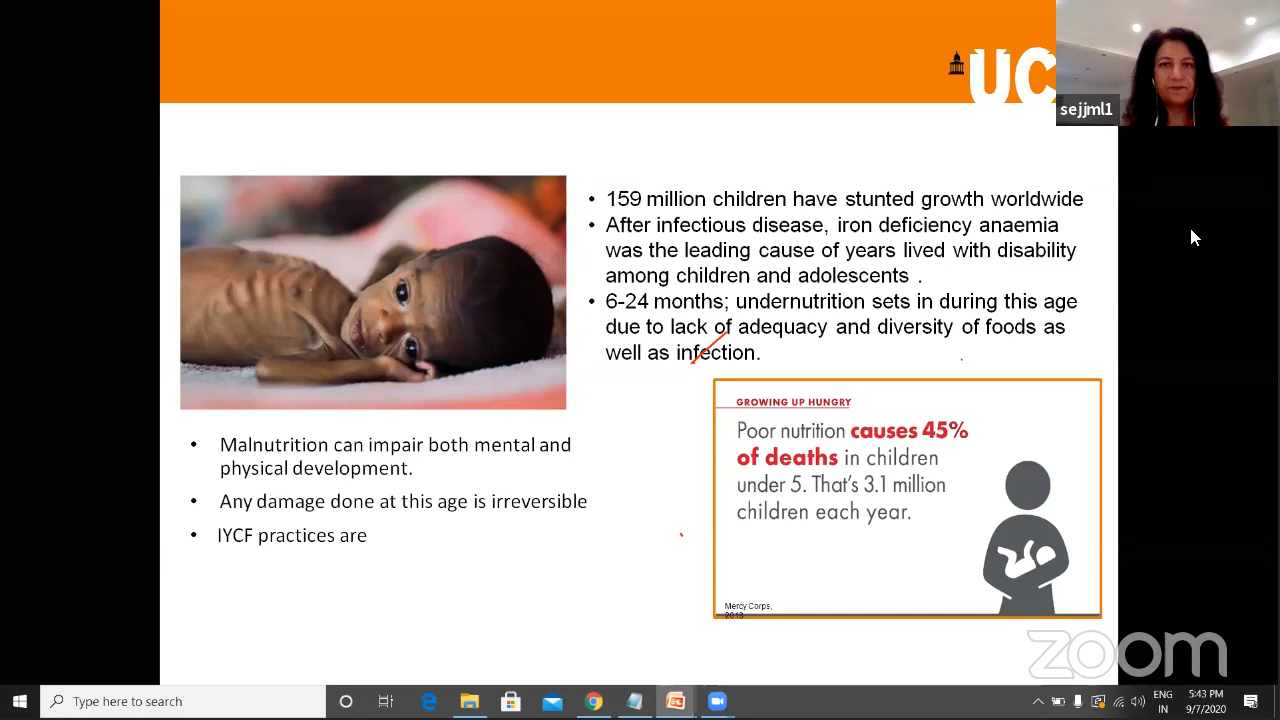 UC
sejjml1
• 159 million children have stunted growth worldwide
• After infectious disease, iron deficiency anaemia
was the leading cause of years lived with disability
among children and adolescents .
• 6-24 months; undernutrition sets in during this age
due to lack of adequacy and diversity of foods as
well as infection.
• Malnutrition can impair both mental and
physical development.
• Any damage done at this age is irreversible
• IYCF practices are
GROWING UP HUNGRY
Poor nutrition causes 45%
of deaths in children
under 5. That's 3.1 million
children each year.
Mercy Corps,
2013
zoom
Type here to search
ENG
IN
5:43 PM
9/7/2020